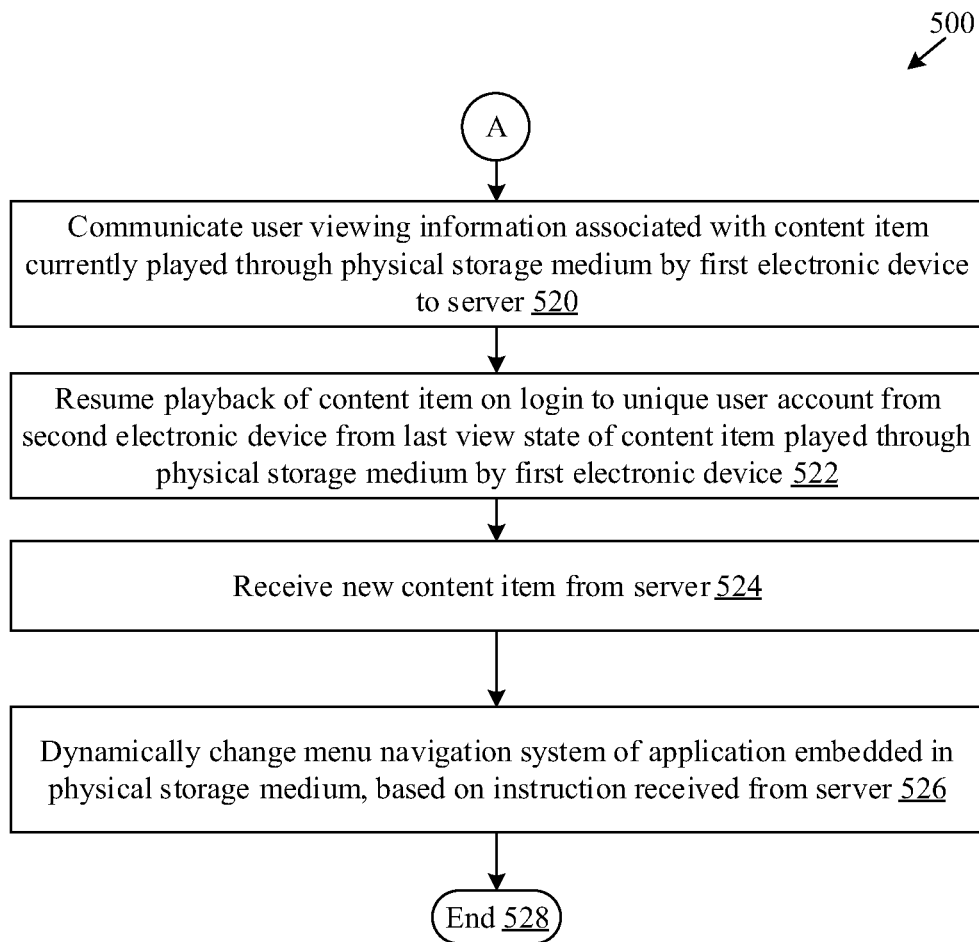 500
A
Communicate user viewing information associated with content item
currently played through physical storage medium by first electronic device
to server 520
Resume playback of content item on login to unique user account from
second electronic device from last view state of content item played through
physical storage medium by first electronic device 522
Receive new content item from server 524
Dynamically change menu navigation system of application embedded in
physical storage medium, based on instruction received from server 526
End 528